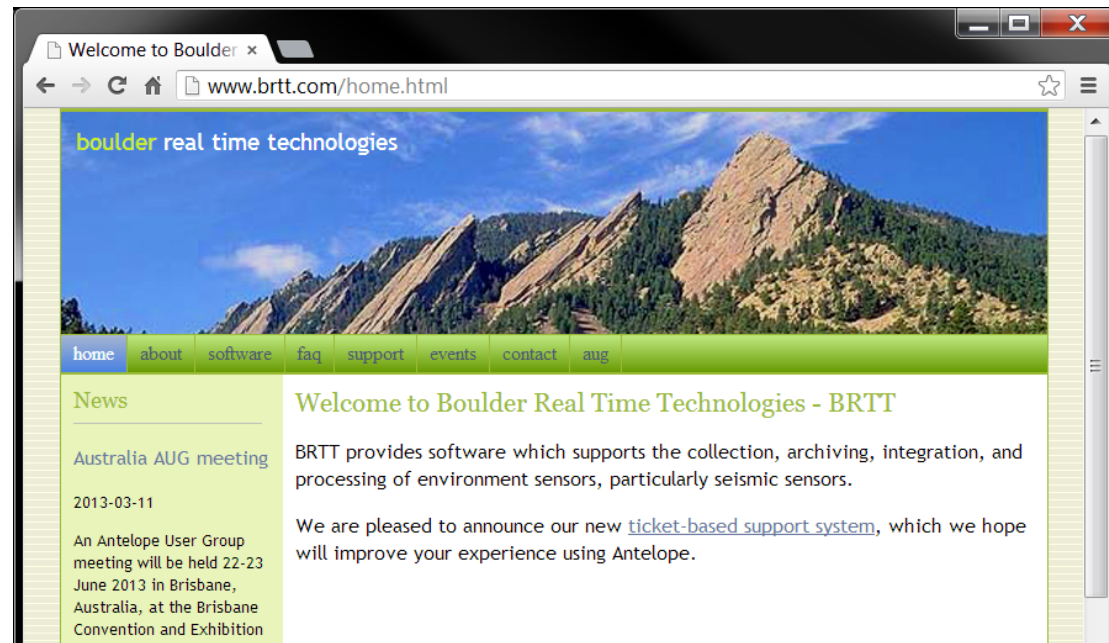 Welcome to Boulder
www.brtt.com/home.html
boulder real time technologies
home about software faq support events contact aug
News
Australia AUG meeting
2013-03-11
An Antelope User Group
meeting will be held 22-23
June 2013 in Brisbane,
Australia, at the Brisbane
Convention and Exhibition
Welcome to Boulder Real Time Technologies - BRTT
BRTT provides software which supports the collection, archiving, integration, and
processing of environment sensors, particularly seismic sensors.
We are pleased to announce our new ticket-based support system, which we hope
will improve your experience using Antelope.